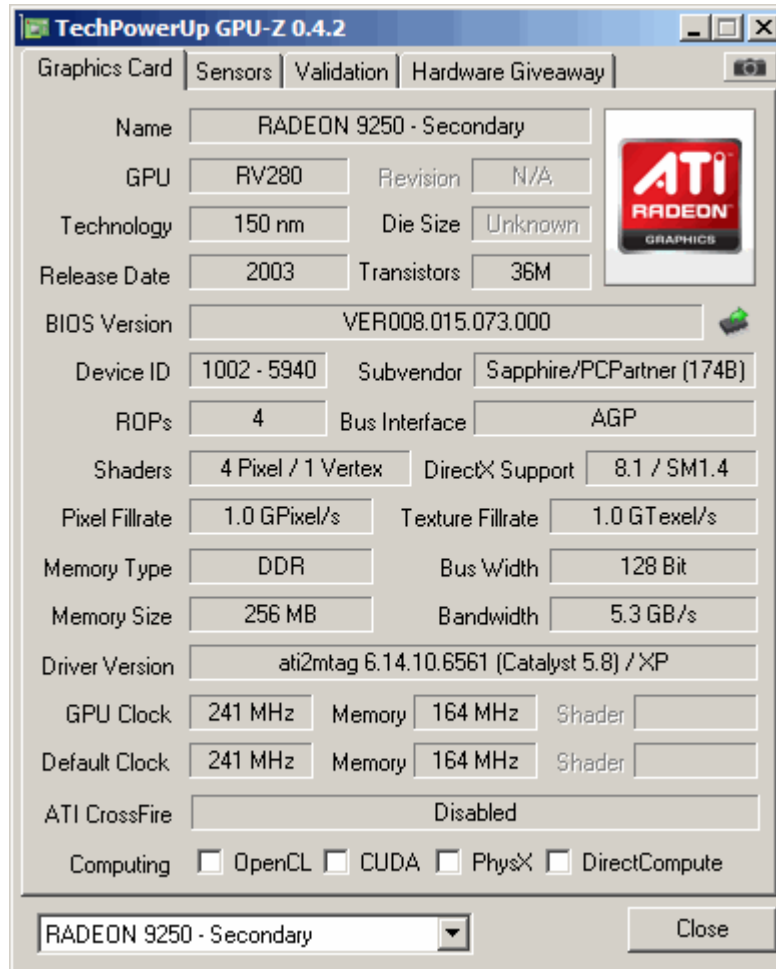 TechPowerUp GPU-Z 0.4.2
Graphics Card Sensors Validation Hardware Giveaway
Name RADEON 9250 - Secondary
GPU RV280 Revision N/A
Technology 150 nm Die Size Unknown
Release Date 2003 Transistors 36M
ATI
RADEON
GRAPHICS
BIOS Version VER008.015.073.000
Device ID 1002 - 5940 Subvendor Sapphire/PCPartner (174B)
ROPs 4 Bus Interface AGP
Shaders 4 Pixel / 1 Vertex DirectX Support 8.1 / SM1.4
Pixel Fillrate 1.0 GPixel/s Texture Fillrate 1.0 GTexel/s
Memory Type DDR Bus Width 128 Bit
Memory Size 256 MB Bandwidth 5.3 GB/s
Driver Version ati2mtag 6.14.10.6561 (Catalyst 5.8) / XP
GPU Clock 241 MHz Memory 164 MHz Shader
Default Clock 241 MHz Memory 164 MHz Shader
ATI CrossFire Disabled
Computing OpenCL CUDA PhysX DirectCompute
RADEON 9250 - Secondary Close